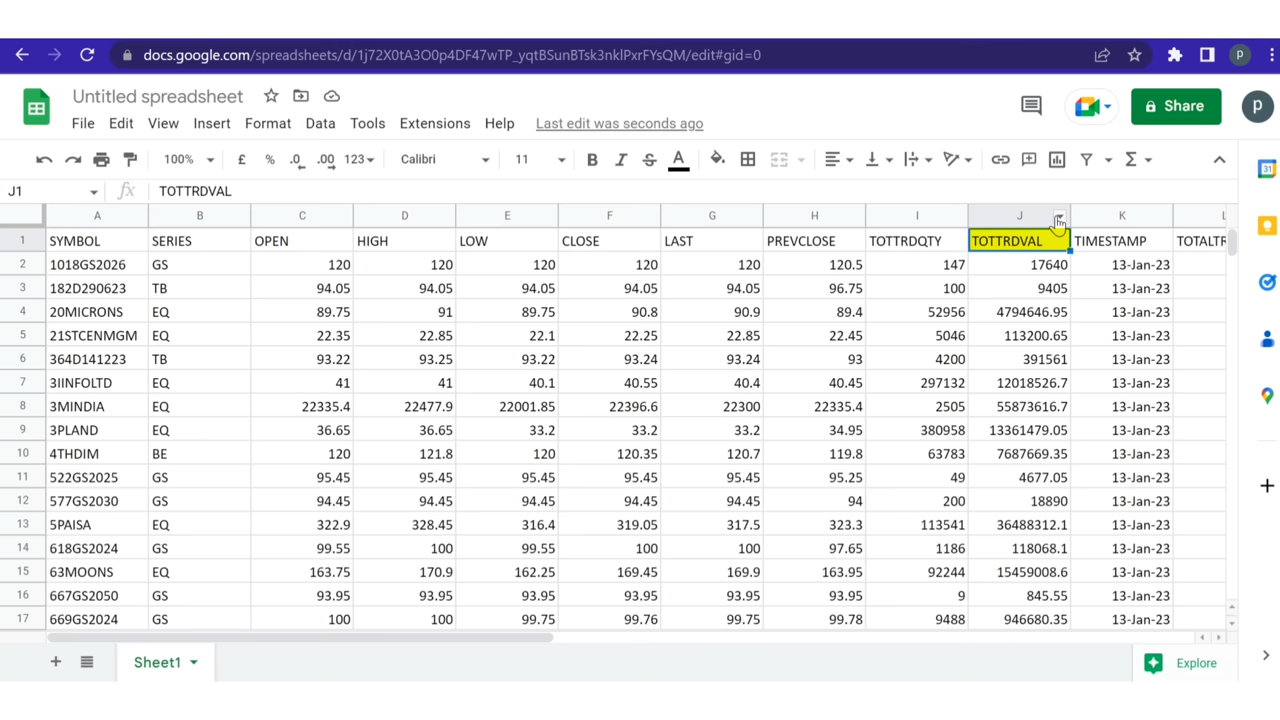 docs.google.com/spreadsheets/d/1j72X0tA3O0p4DF47wTP_yqtBSunBTsk3nklPxrFYsQM/edit#gid=0 p
Untitled spreadsheet
Share p
File Edit View Insert Format Data Tools Extensions Help Last edit was seconds ago
100% £ % .0 .00 123 Calibri 11 B I S A Σ
J1 fx TOTTRDVAL
A B C D E F G H I J K L
1 SYMBOL SERIES OPEN HIGH LOW CLOSE LAST PREVCLOSE TOTTRDQTY TOTTRDVAL TIMESTAMP TOTALTR
2 1018GS2026 GS 120 120 120 120 120 120.5 147 17640 13-Jan-23
3 182D290623 TB 94.05 94.05 94.05 94.05 94.05 96.75 100 9405 13-Jan-23
4 20MICRONS EQ 89.75 91 89.75 90.8 90.9 89.4 52956 4794646.95 13-Jan-23
5 21STCENMGM EQ 22.35 22.85 22.1 22.25 22.85 22.45 5046 113200.65 13-Jan-23
6 364D141223 TB 93.22 93.25 93.22 93.24 93.24 93 4200 391561 13-Jan-23
7 3IINFOLTD EQ 41 41 40.1 40.55 40.4 40.45 297132 12018526.7 13-Jan-23
8 3MINDIA EQ 22335.4 22477.9 22001.85 22396.6 22300 22335.4 2505 55873616.7 13-Jan-23
9 3PLAND EQ 36.65 36.65 33.2 33.2 33.2 34.95 380958 13361479.05 13-Jan-23
10 4THDIM BE 120 121.8 120 120.35 120.7 119.8 63783 7687669.35 13-Jan-23
11 522GS2025 GS 95.45 95.45 95.45 95.45 95.45 95.25 49 4677.05 13-Jan-23
12 577GS2030 GS 94.45 94.45 94.45 94.45 94.45 94 200 18890 13-Jan-23
13 5PAISA EQ 322.9 328.45 316.4 319.05 317.5 323.3 113541 36488312.1 13-Jan-23
14 618GS2024 GS 99.55 100 99.55 100 100 97.65 1186 118068.1 13-Jan-23
15 63MOONS EQ 163.75 170.9 162.25 169.45 169.9 163.95 92244 15459008.6 13-Jan-23
16 667GS2050 GS 93.95 93.95 93.95 93.95 93.95 93.95 9 845.55 13-Jan-23
17 669GS2024 GS 100 100 99.75 99.76 99.75 99.78 9488 946680.35 13-Jan-23
Sheet1 Explore
31